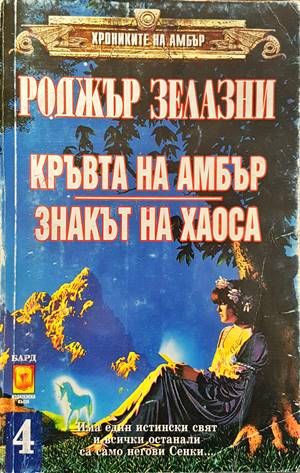 ХРОНИКИТЕ НА АМБЪР
РОДЖЪР ЗЕЛАЗНИ
КРЪВТА НА АМБЪР
ЗНАКЪТ НА ХАОСА
БАРД
4
Има един истински свят
и всички останали
са само негови Сенки...